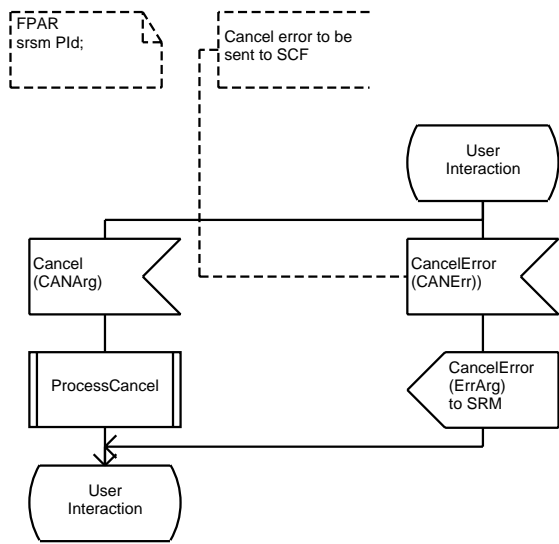 FPAR
srsm PId;
Cancel error to be
sent to SCF
User
Interaction
Cancel
(CANArg)
CancelError
(CANErr))
ProcessCancel
CancelError
(ErrArg)
to SRM
User
Interaction